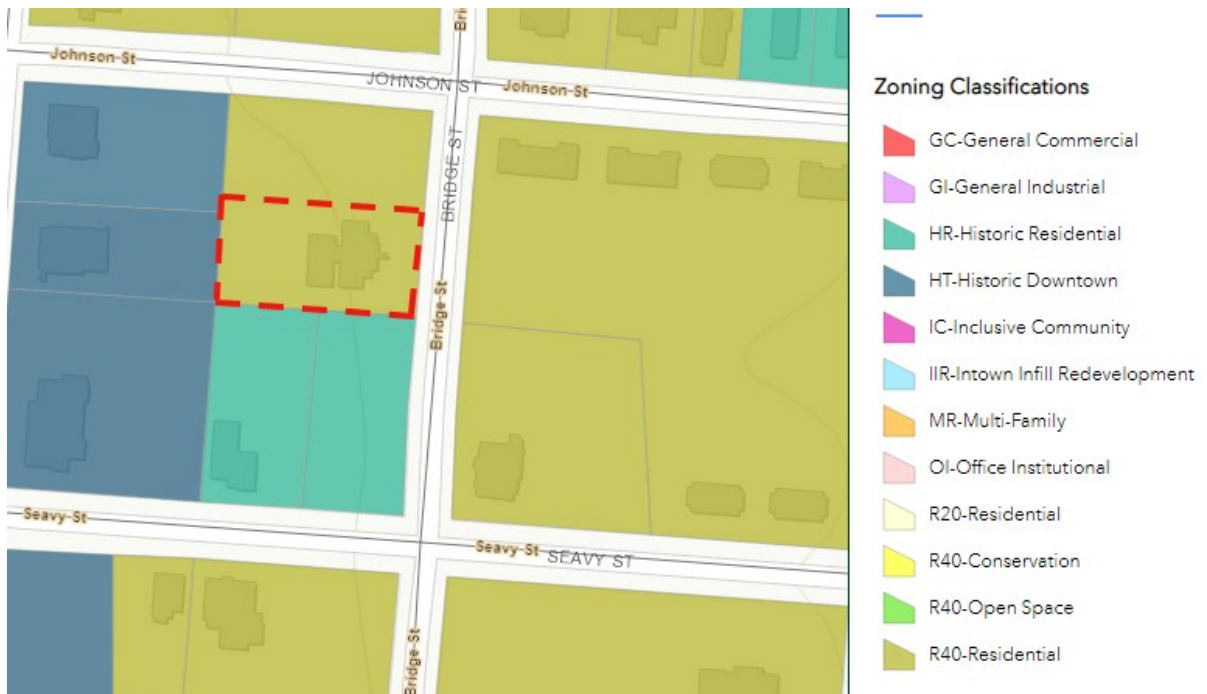 Bri
Johnson St
JOHNSON ST
Johnson St
BRIDGE ST
Bridge St
Seavy St
Seavy St
SEAVY ST
Bridge St
Zoning Classifications
GC-General Commercial
GI-General Industrial
HR-Historic Residential
HT-Historic Downtown
IC-Inclusive Community
IIR-Intown Infill Redevelopment
MR-Multi-Family
OI-Office Institutional
R20-Residential
R40-Conservation
R40-Open Space
R40-Residential